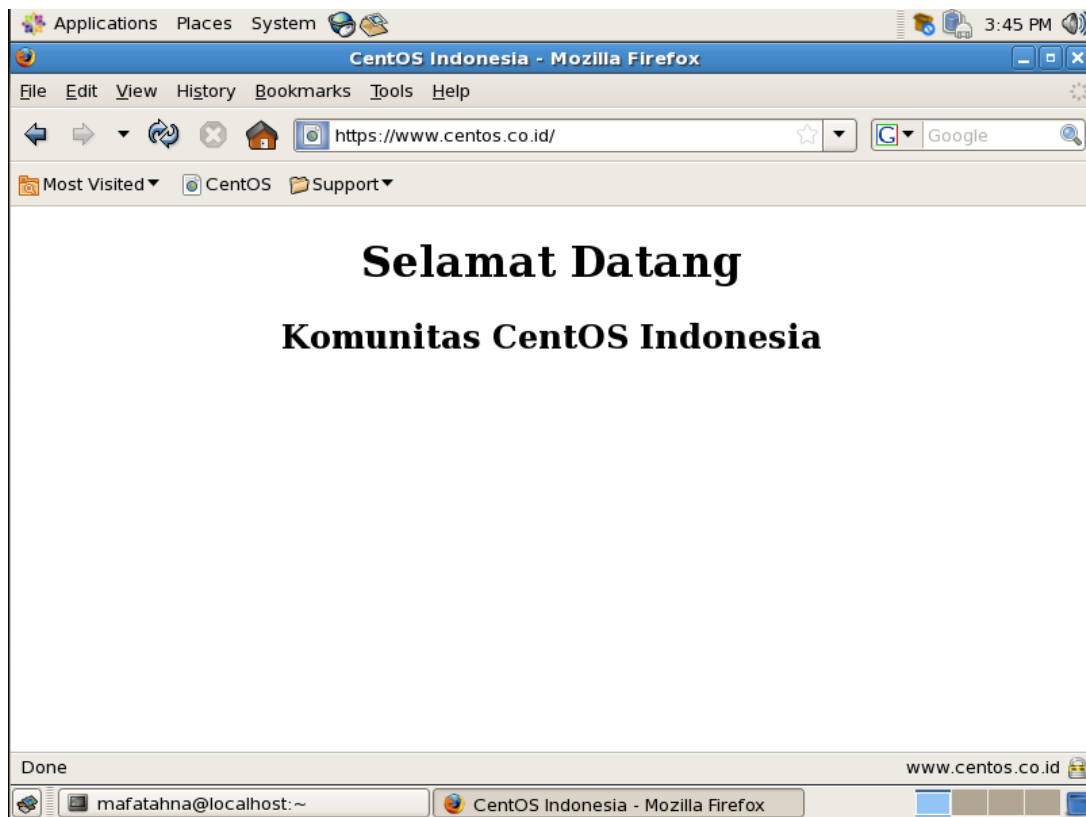 Applications Places System 3:45 PM
CentOS Indonesia - Mozilla Firefox
File Edit View History Bookmarks Tools Help
https://www.centos.co.id/ G Google
Most Visited CentOS Support
Selamat Datang
Komunitas CentOS Indonesia
Done www.centos.co.id
mafatahna@localhost:~ CentOS Indonesia - Mozilla Firefox